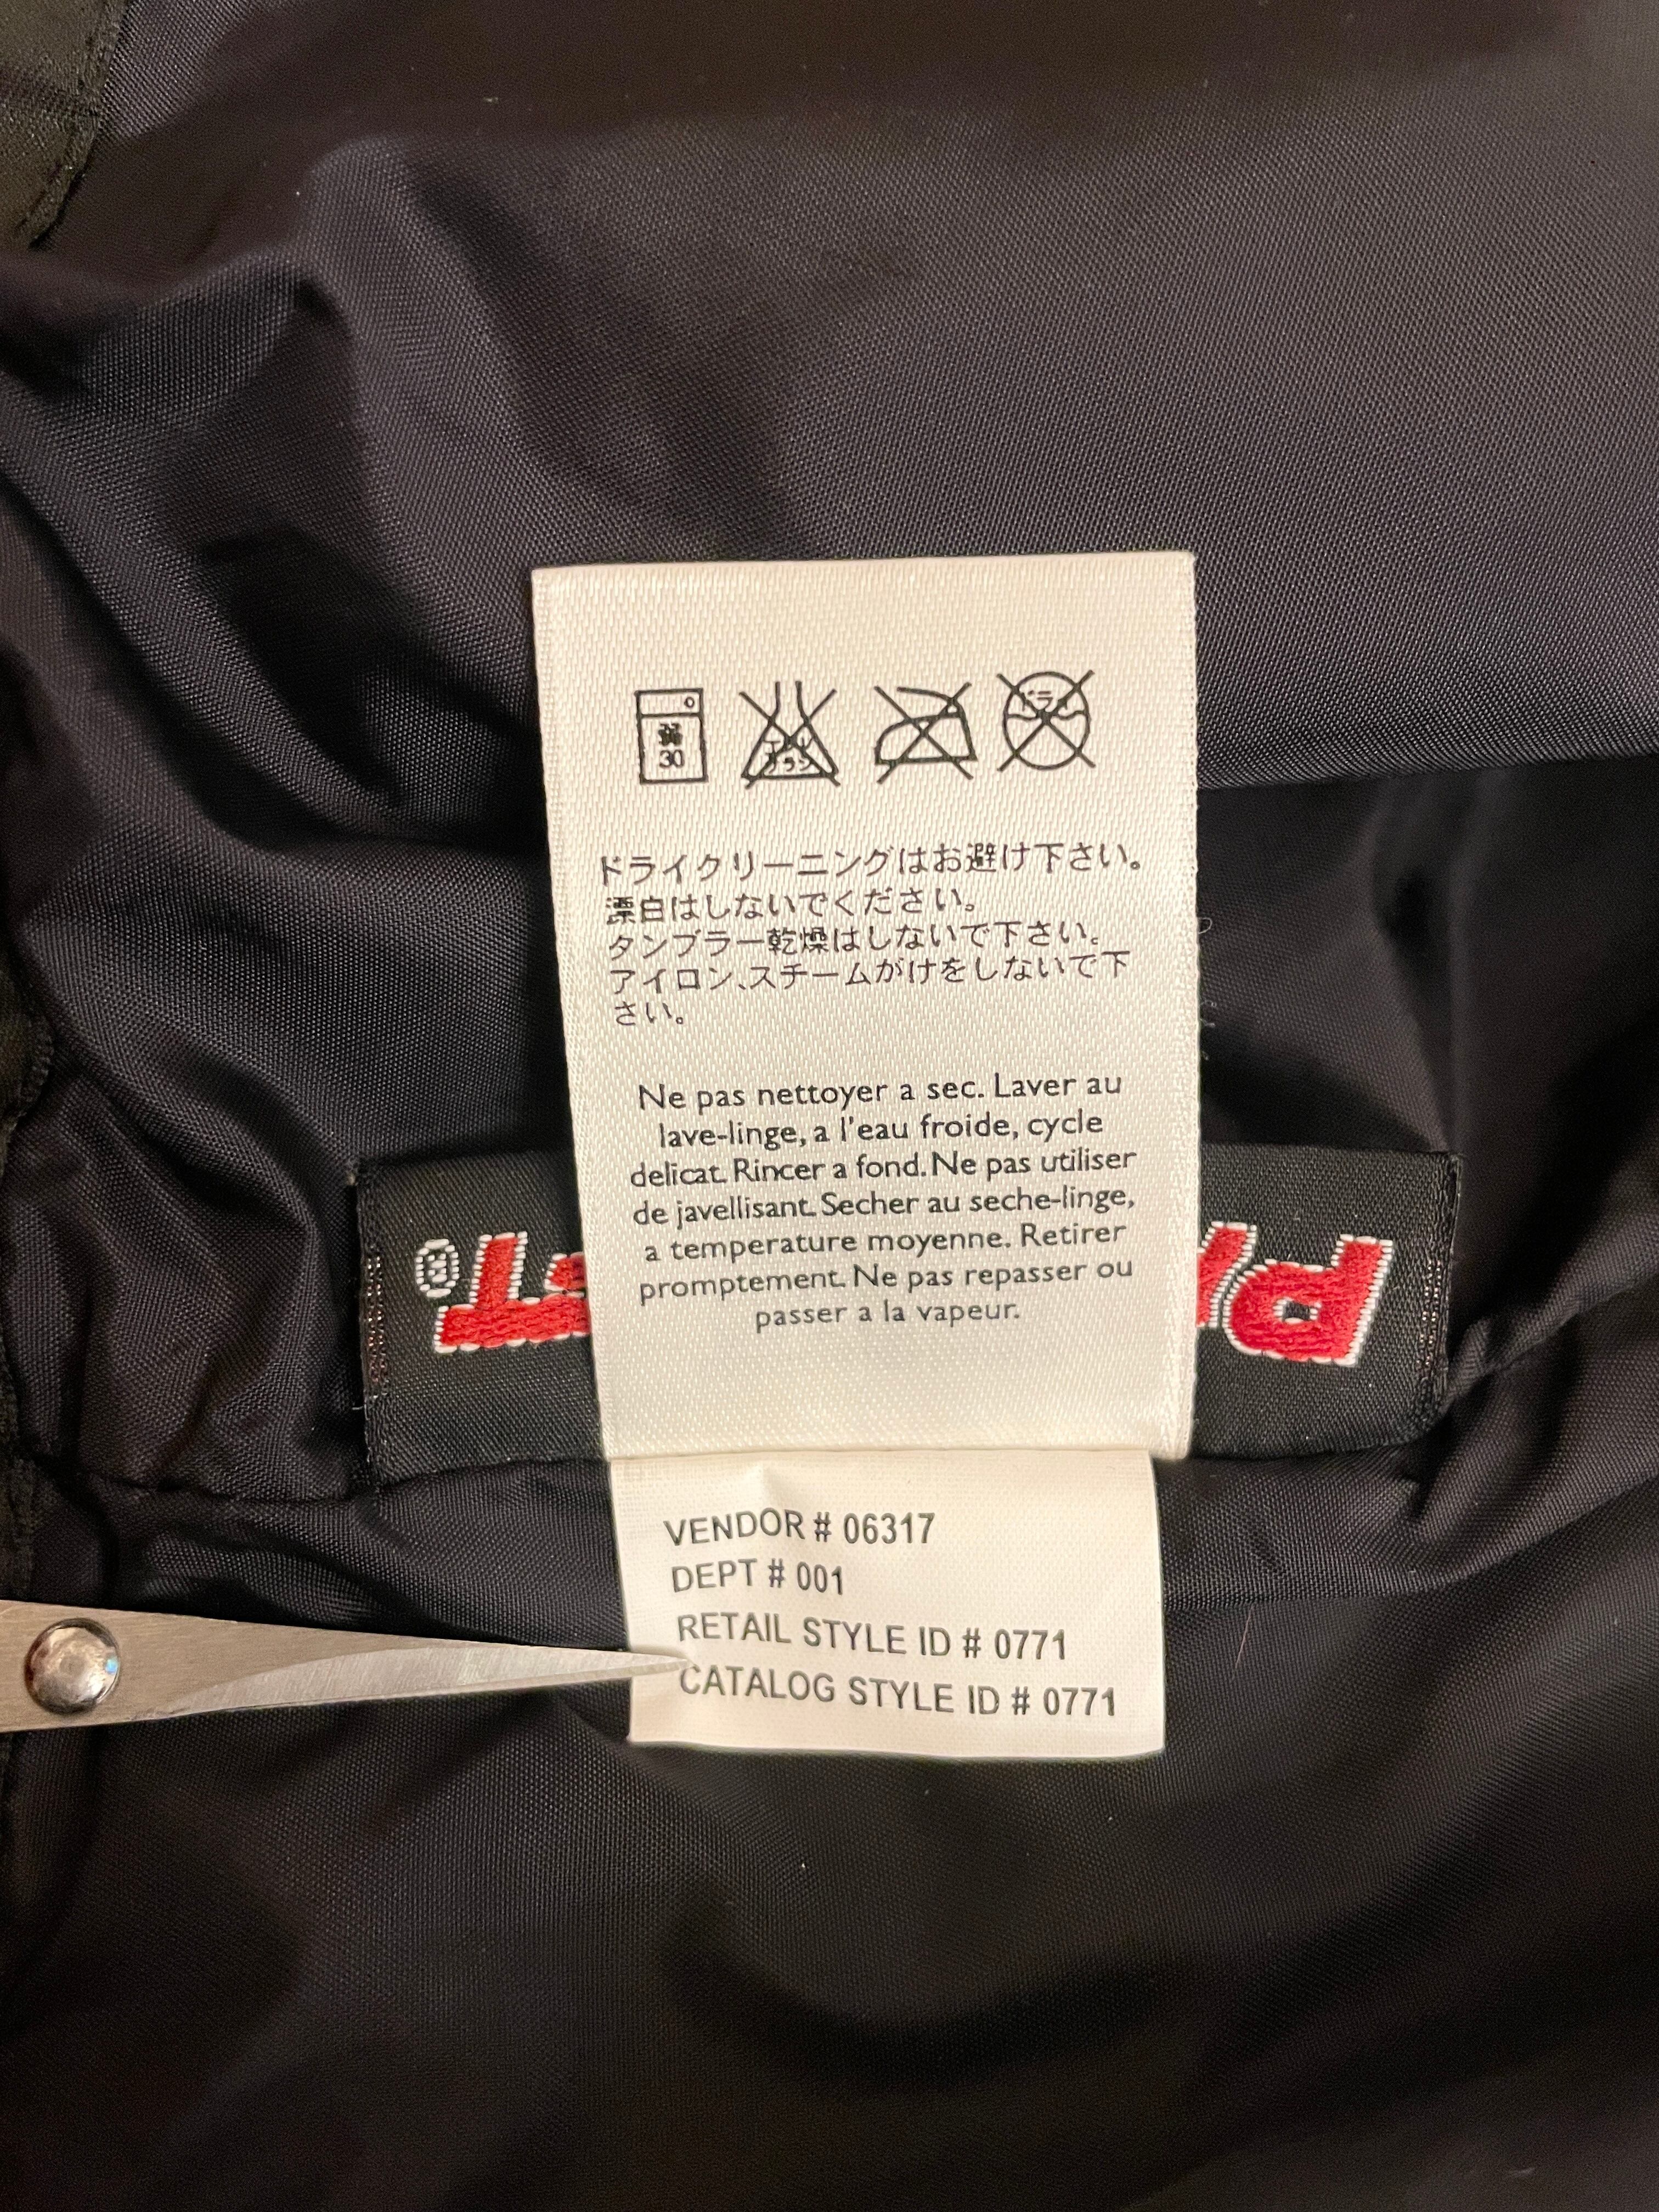 弱
30
ドライクリーニングはお避け下さい。
漂白はしないでください。
タンブラー乾燥はしないで下さい。
アイロン、スチームがけをしないで下
さい。
Ne pas nettoyer a sec. Laver au
lave-linge, a l'eau froide, cycle
delicat. Rincer a fond. Ne pas utiliser
de javellisant. Secher au seche-linge,
a temperature moyenne. Retirer
promptement. Ne pas repasser ou
passer a la vapeur.
VENDOR # 06317
DEPT # 001
RETAIL STYLE ID # 0771
CATALOG STYLE ID # 0771